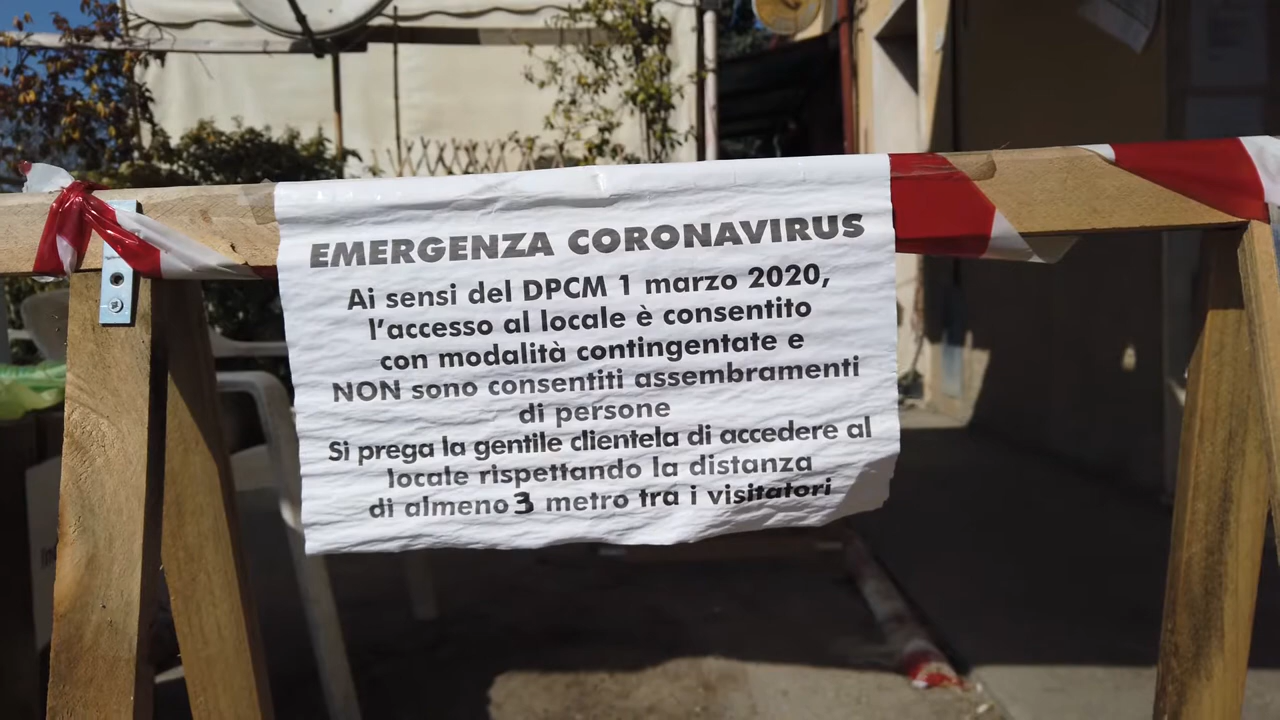 EMERGENZA CORONAVIRUS
Ai sensi del DPCM 1 marzo 2020,
l'accesso al locale è consentito
con modalità contingentate e
NON sono consentiti assembramenti
di persone
Si prega la gentile clientela di accedere al
locale rispettando la distanza
di almeno 3 metro tra i visitatori